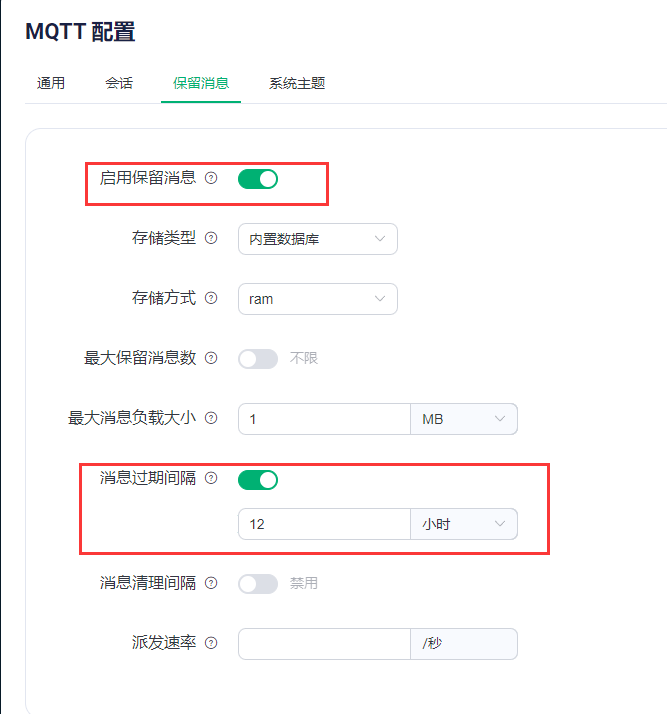 MQTT 配置
通用 会话 保留消息 系统主题
启用保留消息
存储类型 内置数据库
存储方式 ram
最大保留消息数 不限
最大消息负载大小 1 MB
消息过期间隔
12 小时
消息清理间隔 禁用
派发速率 /秒